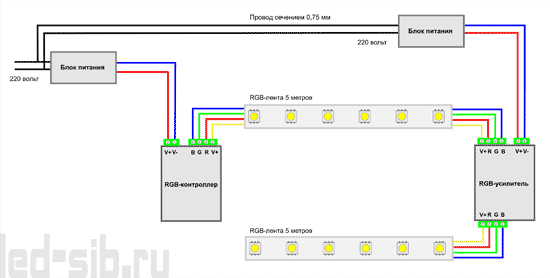 Провод сечением 0,75 мм
Блок питания
220 вольт
Блок питания
220 вольт
RGB-лента 5 метров
V+ V-
B G R V+
V+ R G B
V+ V-
RGB-контроллер
RGB-усилитель
V+ R G B
RGB-лента 5 метров
led-sib.ru